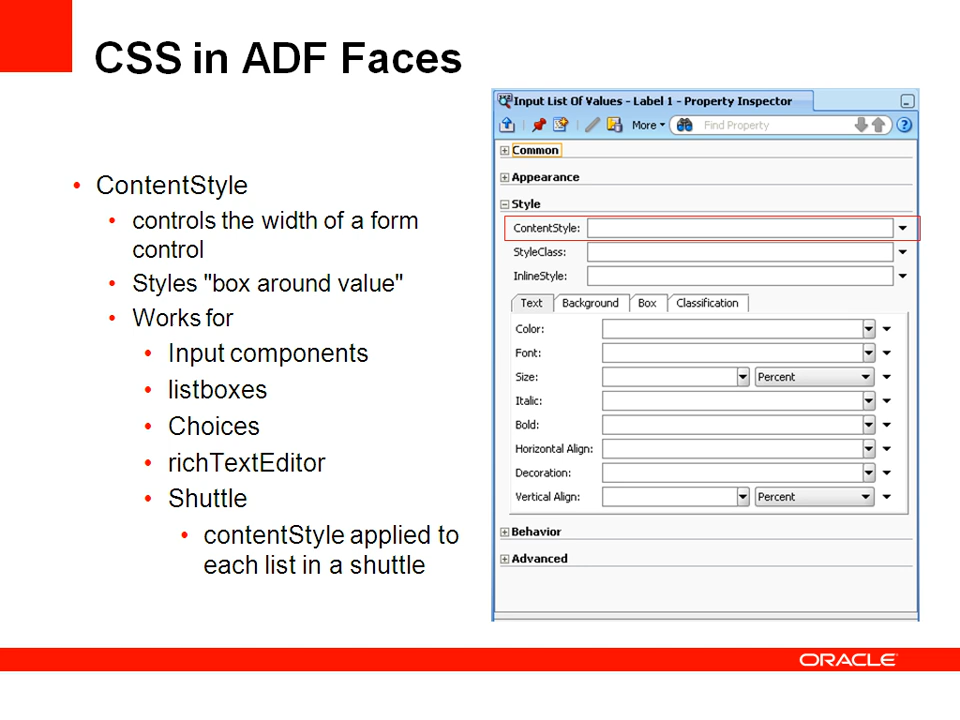 CSS in ADF Faces
ContentStyle
controls the width of a form
control
Styles "box around value"
Works for
Input components
listboxes
Choices
richTextEditor
Shuttle
contentStyle applied to
each list in a shuttle
Input List Of Values - Label 1 - Property Inspector
More
Find Property
Common
Appearance
Style
ContentStyle:
StyleClass:
InlineStyle:
Text Background Box Classification
Color:
Font:
Size: Percent
Italic:
Bold:
Horizontal Align:
Decoration:
Vertical Align: Percent
Behavior
Advanced
ORACLE